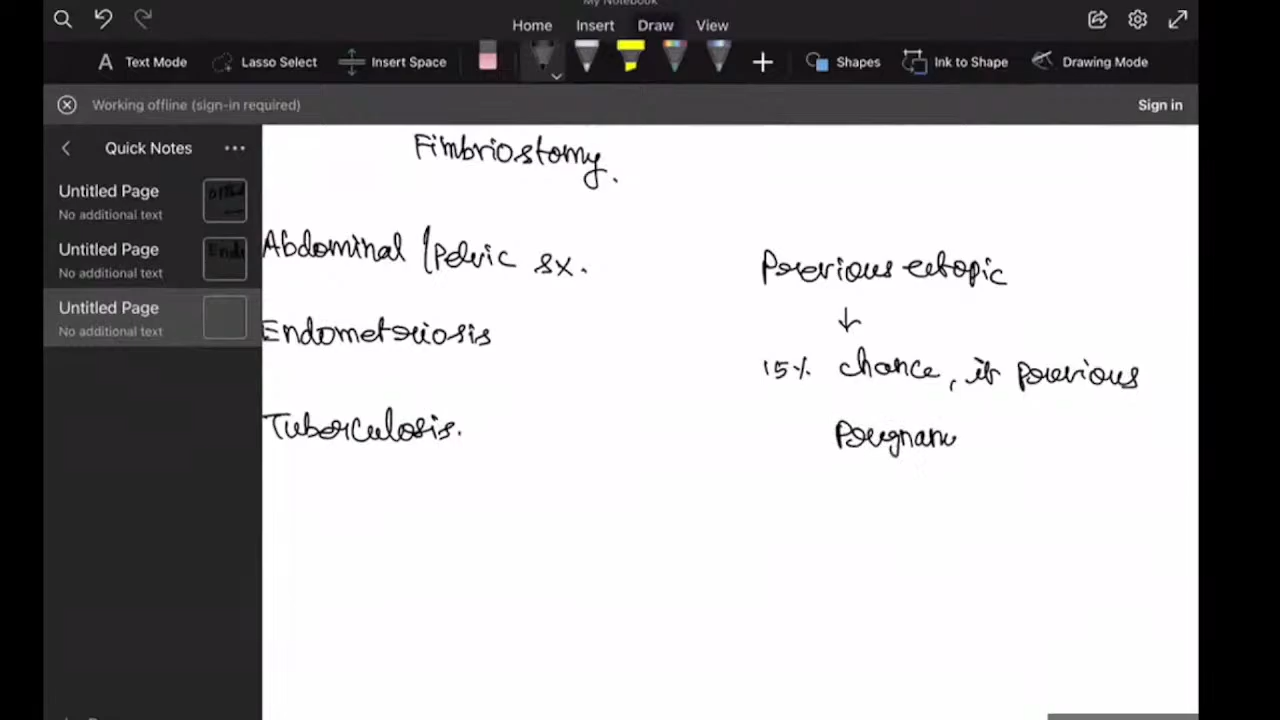 My Notebook
Home Insert Draw View
Text Mode Lasso Select Insert Space Shapes Ink to Shape Drawing Mode
Working offline (sign-in required) Sign in
Quick Notes
Untitled Page
No additional text
Untitled Page
No additional text
Untitled Page
No additional text
Fimbriostomy.
Abdominal (Pelvic sx.
Endometriosis
Tuberculosis.
Previous ectopic
↓
15% chance, if previous
Pregnanc